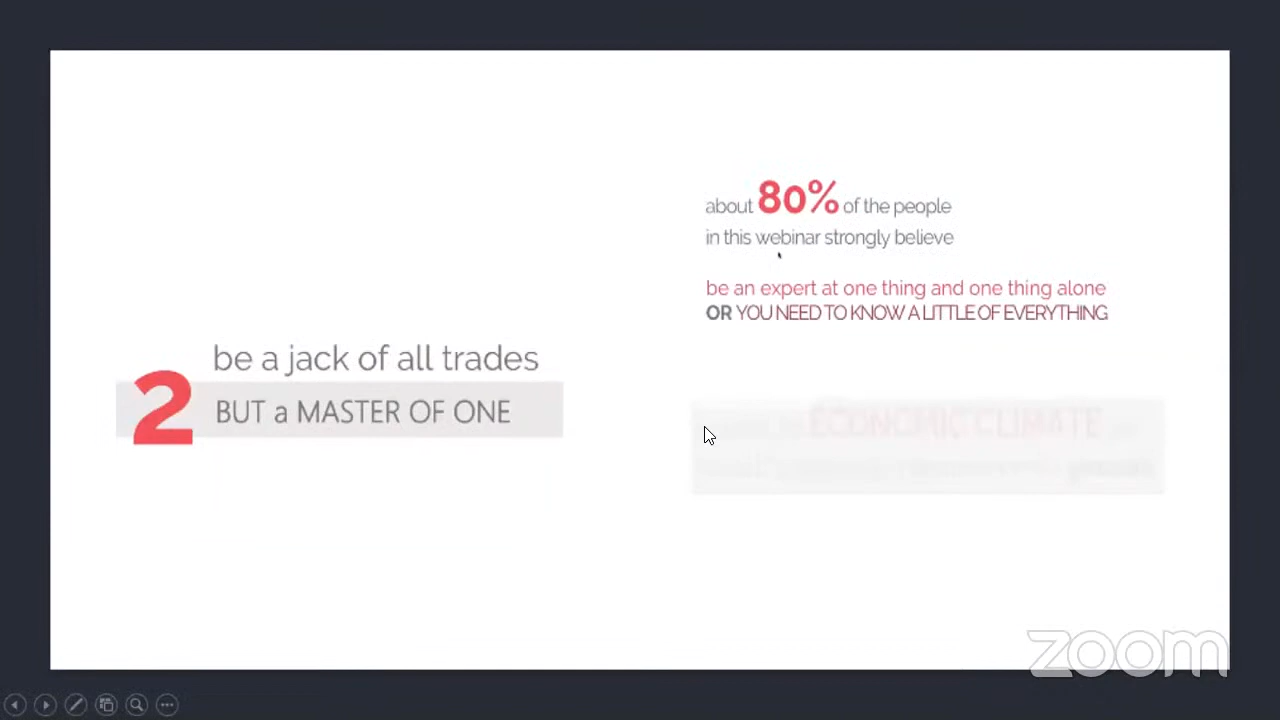 be a jack of all trades
2
BUT a MASTER OF ONE
about 80% of the people
in this webinar strongly believe
be an expert at one thing and one thing alone
OR YOU NEED TO KNOW A LITTLE OF EVERYTHING
ECONOMIC CLIMATE
zoom